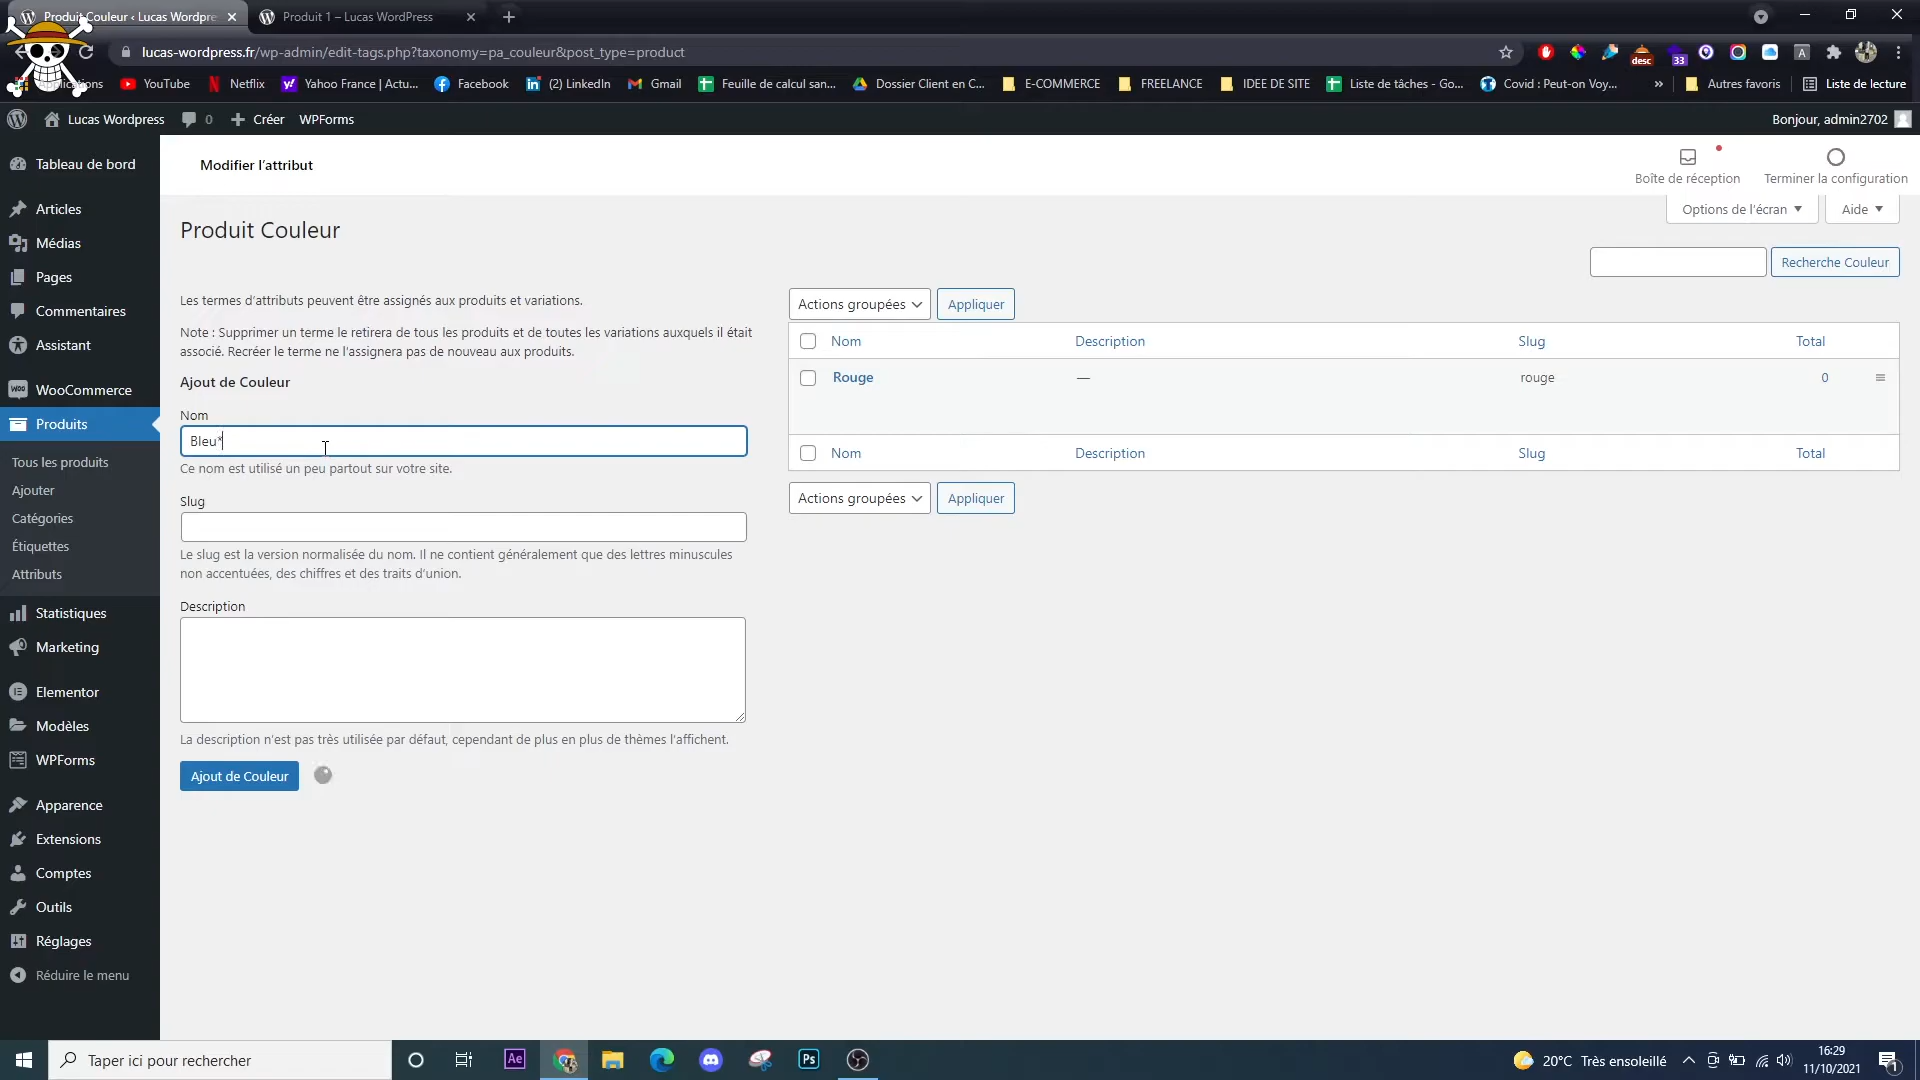 Produit Couleur ‹ Lucas Wordpre
Produit 1 – Lucas WordPress
lucas-wordpress.fr/wp-admin/edit-tags.php?taxonomy=pa_couleur&post_type=product
desc
33
A
YouTube
Netflix
Yahoo France | Actu...
Facebook
(2) LinkedIn
Gmail
Feuille de calcul san...
Dossier Client en C...
E-COMMERCE
FREELANCE
IDEE DE SITE
Liste de tâches - Go...
Covid : Peut-on Voy...
»
Autres favoris
Liste de lecture
Lucas Wordpress
0
Créer
WPForms
Bonjour, admin2702
Tableau de bord
Articles
Médias
Pages
Commentaires
Assistant
WooCommerce
Produits
Tous les produits
Ajouter
Catégories
Étiquettes
Attributs
Statistiques
Marketing
Elementor
Modèles
WPForms
Apparence
Extensions
Comptes
Outils
Réglages
Réduire le menu
Modifier l'attribut
Boîte de réception
Terminer la configuration
Options de l'écran
Aide
Produit Couleur
Recherche Couleur
Les termes d'attributs peuvent être assignés aux produits et variations.
Note : Supprimer un terme le retirera de tous les produits et de toutes les variations auxquels il était
associé. Recréer le terme ne l'assignera pas de nouveau aux produits.
Ajout de Couleur
Nom
Bleu*
Ce nom est utilisé un peu partout sur votre site.
Slug
Le slug est la version normalisée du nom. Il ne contient généralement que des lettres minuscules
non accentuées, des chiffres et des traits d'union.
Description
La description n'est pas très utilisée par défaut, cependant de plus en plus de thèmes l'affichent.
Ajout de Couleur
Actions groupées
Appliquer
Nom Description Slug Total
Rouge — rouge 0
Nom Description Slug Total
Actions groupées
Appliquer
Taper ici pour rechercher
Ae
Ps
20°C Très ensoleillé
16:29
11/10/2021
1